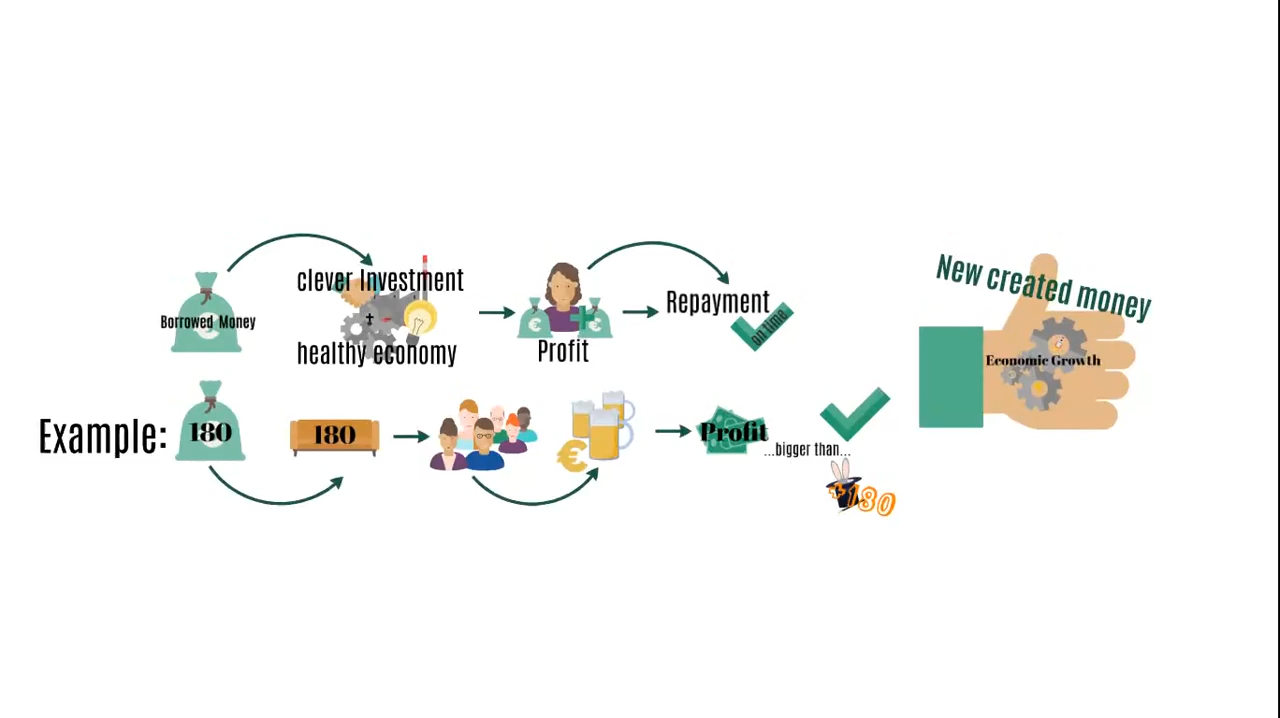 Borrowed Money
clever Investment
healthy economy
Profit
Repayment
on time
New created money
Economic Growth
Example:
180
180
Profit
...bigger than...
+180